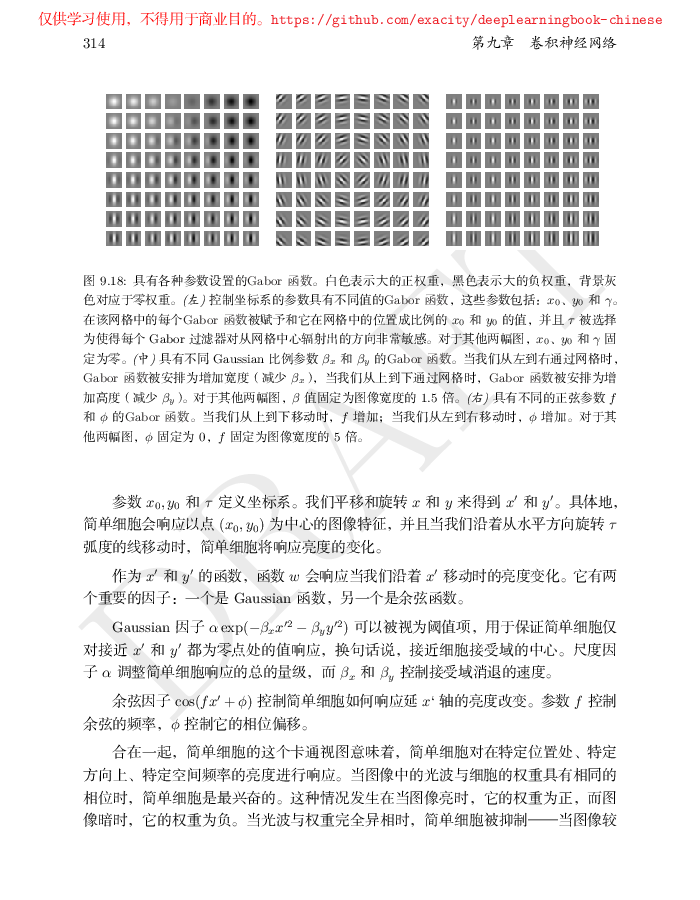 仅供学习使用，不得用于商业目的。https://github.com/exacity/deeplearningbook-chinese
314 第九章 卷积神经网络
图 9.18: 具有各种参数设置的Gabor 函数。白色表示大的正权重，黑色表示大的负权重，背景灰
色对应于零权重。(左) 控制坐标系的参数具有不同值的Gabor 函数，这些参数包括：x0、y0 和 γ。
在该网格中的每个Gabor 函数被赋予和它在网格中的位置成比例的 x0 和 y0 的值，并且 τ 被选择
为使得每个 Gabor 过滤器对从网格中心辐射出的方向非常敏感。对于其他两幅图，x0、y0 和 γ 固
定为零。(中) 具有不同 Gaussian 比例参数 βx 和 βy 的Gabor 函数。当我们从左到右通过网格时，
Gabor 函数被安排为增加宽度（减少 βx），当我们从上到下通过网格时，Gabor 函数被安排为增
加高度（减少 βy）。对于其他两幅图，β 值固定为图像宽度的 1.5 倍。(右) 具有不同的正弦参数 f
和 ϕ 的Gabor 函数。当我们从上到下移动时，f 增加；当我们从左到右移动时，ϕ 增加。对于其
他两幅图，ϕ 固定为 0，f 固定为图像宽度的 5 倍。
参数 x0, y0 和 τ 定义坐标系。我们平移和旋转 x 和 y 来得到 x′ 和 y′。具体地，
简单细胞会响应以点 (x0, y0) 为中心的图像特征，并且当我们沿着从水平方向旋转 τ
弧度的线移动时，简单细胞将响应亮度的变化。
作为 x′ 和 y′ 的函数，函数 w 会响应当我们沿着 x′ 移动时的亮度变化。它有两
个重要的因子：一个是 Gaussian 函数，另一个是余弦函数。
Gaussian 因子 α exp(−βxx′2 − βyy′2) 可以被视为阈值项，用于保证简单细胞仅
对接近 x′ 和 y′ 都为零点处的值响应，换句话说，接近细胞接受域的中心。尺度因
子 α 调整简单细胞响应的总的量级，而 βx 和 βy 控制接受域消退的速度。
余弦因子 cos(fx′ + ϕ) 控制简单细胞如何响应延 x‘ 轴的亮度改变。参数 f 控制
余弦的频率，ϕ 控制它的相位偏移。
合在一起，简单细胞的这个卡通视图意味着，简单细胞对在特定位置处、特定
方向上、特定空间频率的亮度进行响应。当图像中的光波与细胞的权重具有相同的
相位时，简单细胞是最兴奋的。这种情况发生在当图像亮时，它的权重为正，而图
像暗时，它的权重为负。当光波与权重完全异相时，简单细胞被抑制——当图像较
DRAFT